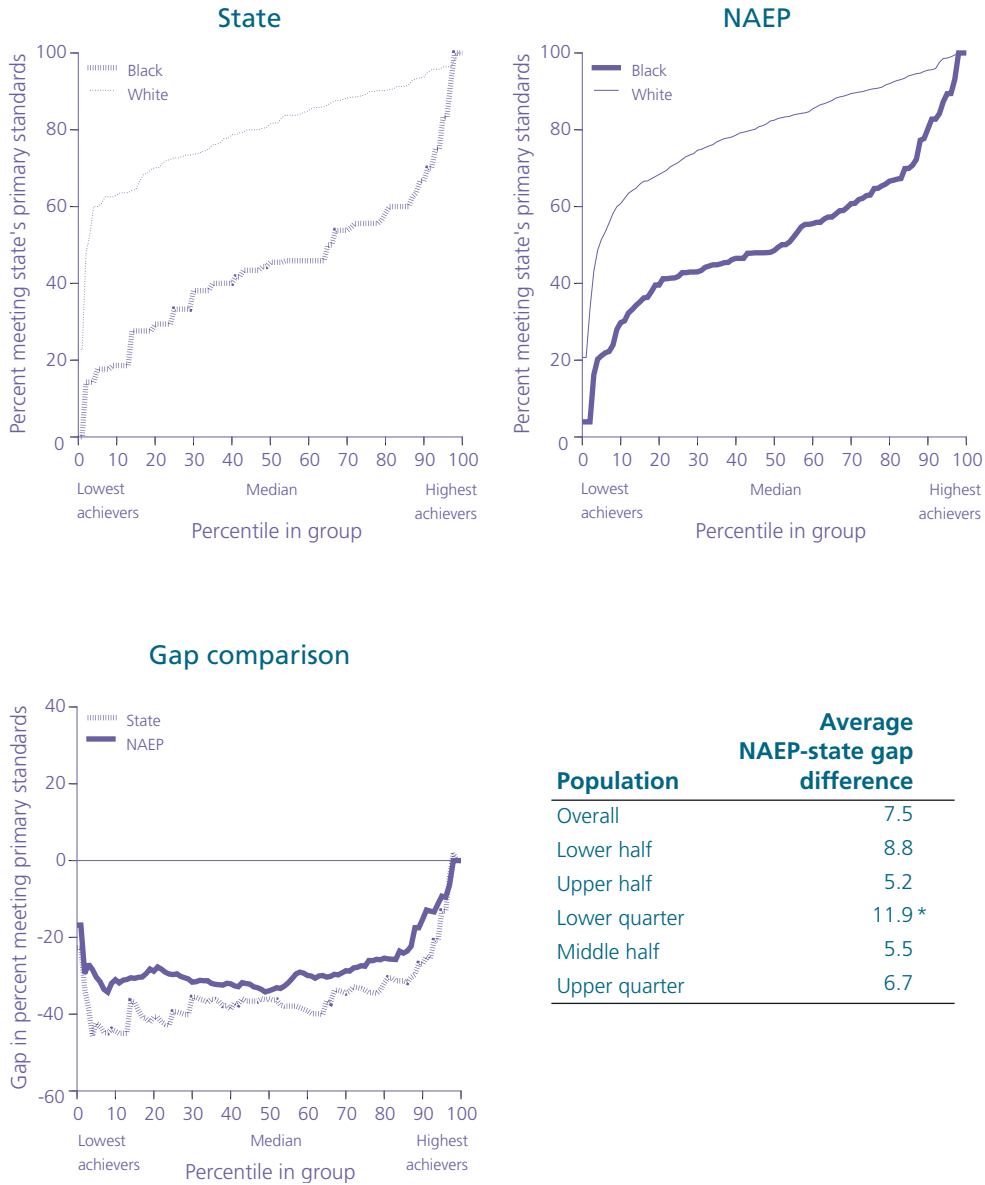 State
Percent meeting state's primary standards
100
80
60
40
20
0
Black
White
0 10 20 30 40 50 60 70 80 90 100
Lowest achievers
Median
Highest achievers
Percentile in group
NAEP
Percent meeting state's primary standards
100
80
60
40
20
0
Black
White
0 10 20 30 40 50 60 70 80 90 100
Lowest achievers
Median
Highest achievers
Percentile in group
Gap comparison
Gap in percent meeting primary standards
40
20
0
-20
-40
-60
State
NAEP
0 10 20 30 40 50 60 70 80 90 100
Lowest achievers
Median
Highest achievers
Percentile in group
Average
NAEP-state gap
Population difference
Overall 7.5
Lower half 8.8
Upper half 5.2
Lower quarter 11.9 *
Middle half 5.5
Upper quarter 6.7